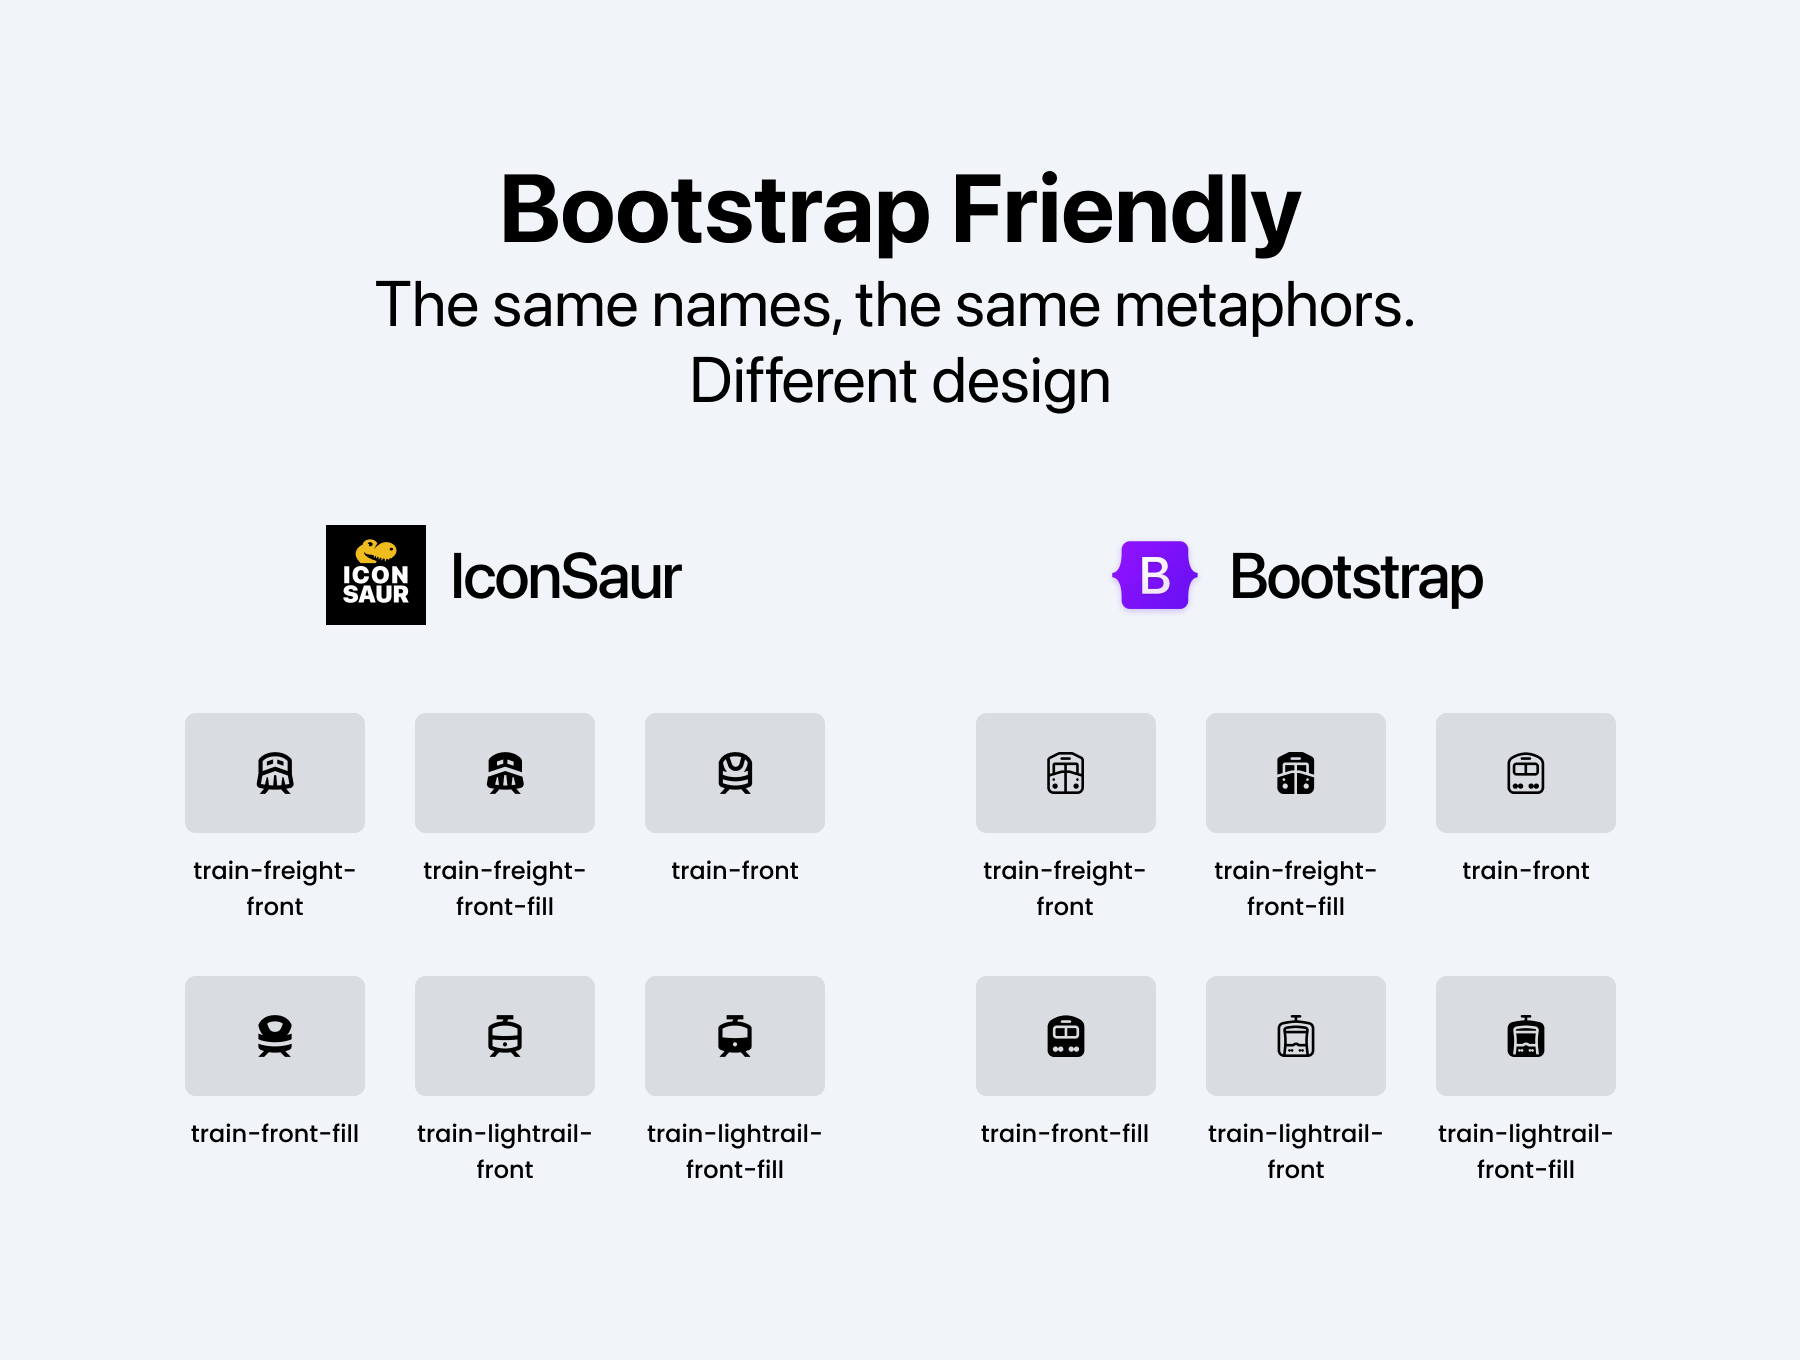 Bootstrap Friendly
The same names, the same metaphors.
Different design
ICON
SAUR
IconSaur
B
Bootstrap
train-freight-
front
train-freight-
front-fill
train-front
train-freight-
front
train-freight-
front-fill
train-front
train-front-fill
train-lightrail-
front
train-lightrail-
front-fill
train-front-fill
train-lightrail-
front
train-lightrail-
front-fill